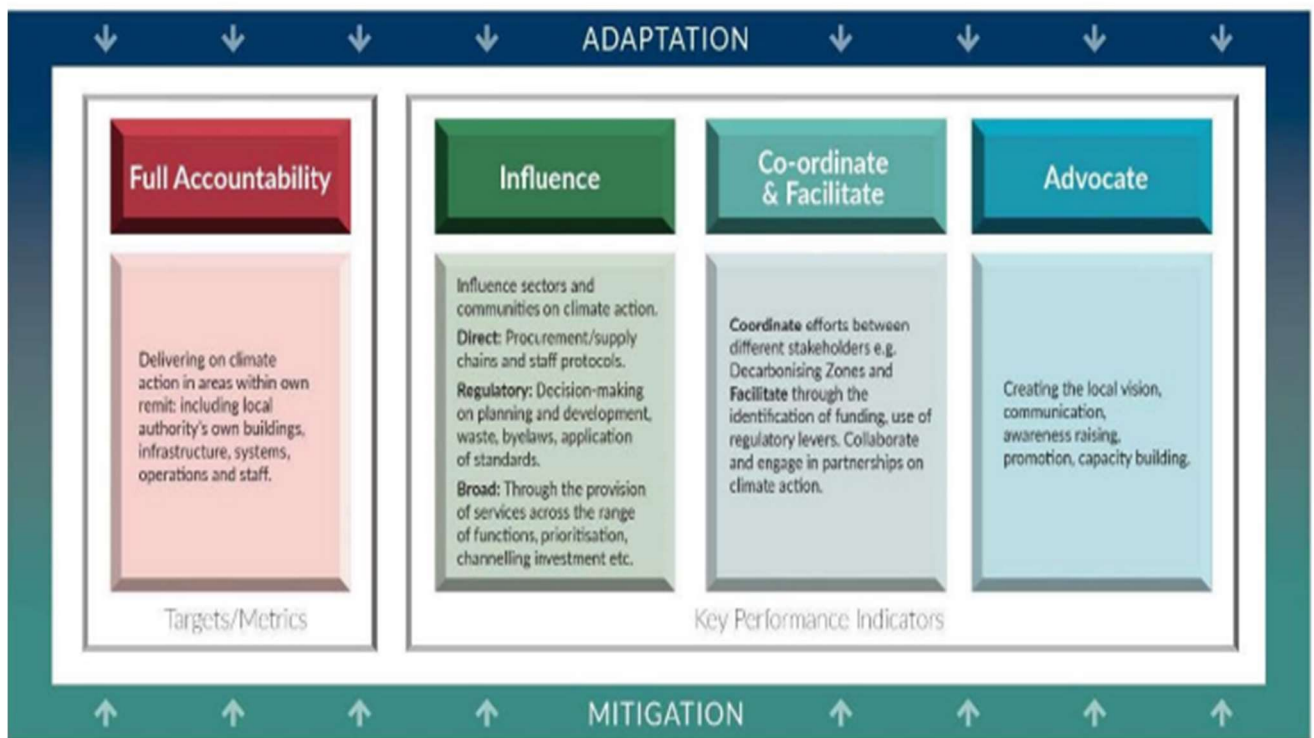 ADAPTATION
Full Accountability
Delivering on climate
action in areas within own
remit: including local
authority's own buildings,
infrastructure, systems,
operations and staff.
Targets/Metrics
Influence
Influence sectors and
communities on climate action.
Direct: Procurement/supply
chains and staff protocols.
Regulatory: Decision-making
on planning and development,
waste, byelaws, application
of standards.
Broad: Through the provision
of services across the range
of functions, prioritisation,
channelling investment etc.
Co-ordinate
& Facilitate
Coordinate efforts between
different stakeholders e.g.
Decarbonising Zones and
Facilitate through the
identification of funding, use of
regulatory levers. Collaborate
and engage in partnerships on
climate action.
Advocate
Creating the local vision,
communication,
awareness raising,
promotion, capacity building.
Key Performance Indicators
MITIGATION